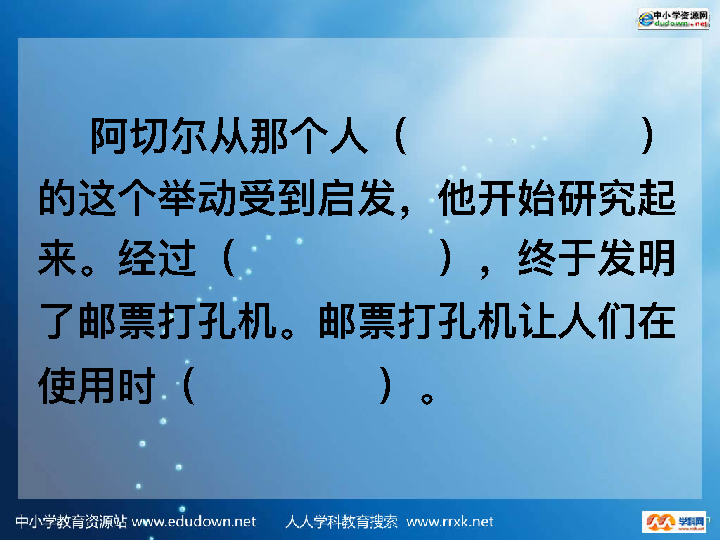 中小学资源网
edudown.net
阿切尔从那个人（                ）
的这个举动受到启发，他开始研究起
来。经过（            ），终于发明
了邮票打孔机。邮票打孔机让人们在
使用时（            ）。
中小学教育资源站 www.edudown.net 人人学科教育搜索 www.rrxk.net
学科网